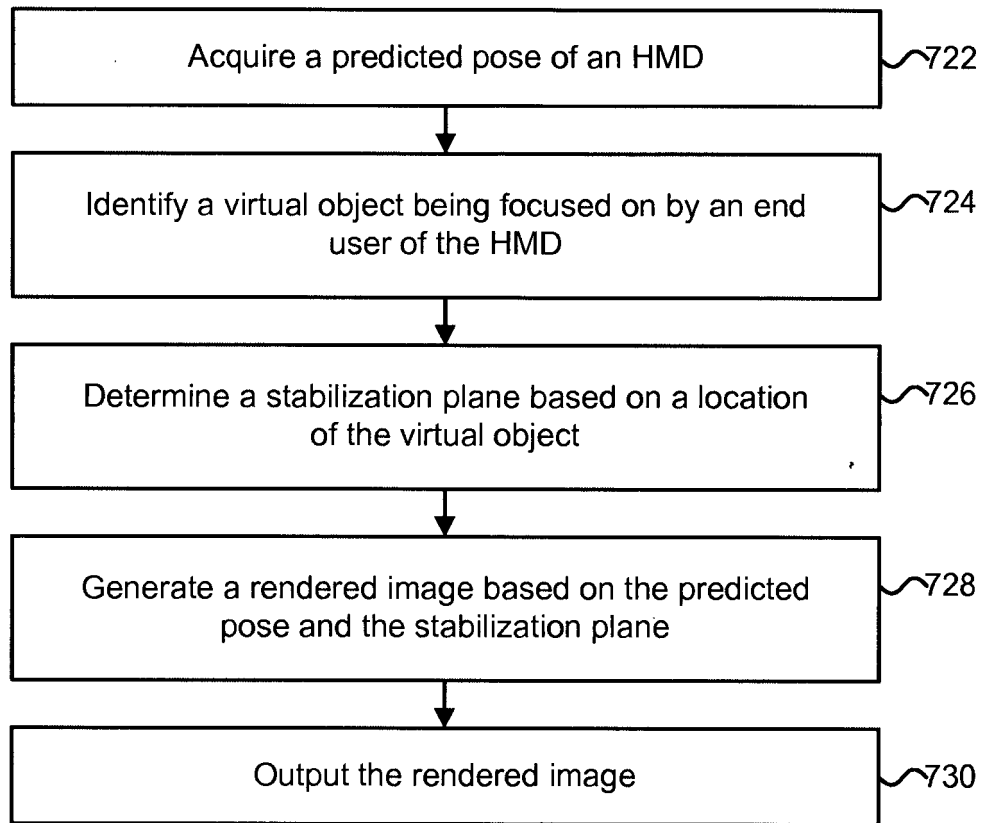 Acquire a predicted pose of an HMD
722
Identify a virtual object being focused on by an end
user of the HMD
724
Determine a stabilization plane based on a location
of the virtual object
726
Generate a rendered image based on the predicted
pose and the stabilization plane
728
Output the rendered image
730